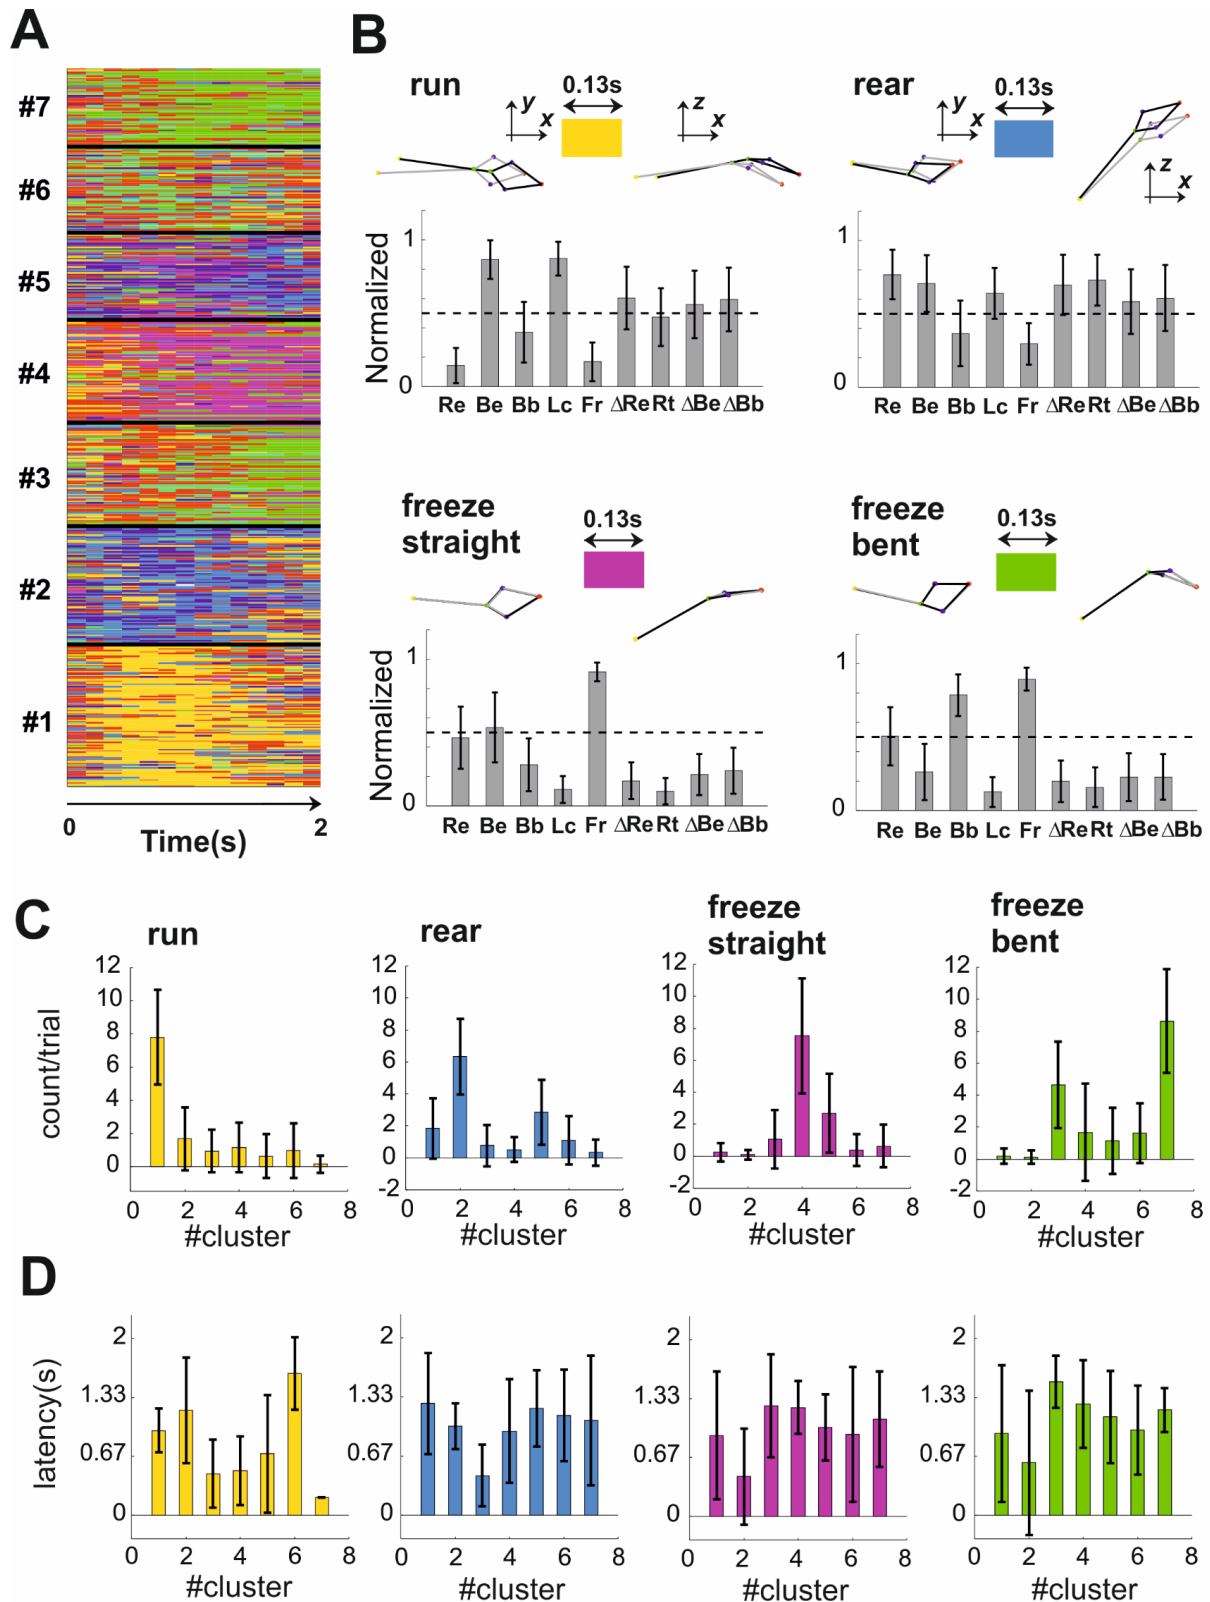 A
B
#7
#6
#5
#4
#3
#2
#1
0
2
Time(s)
run
0.13s
y
x
z
x
rear
0.13s
y
x
z
x
Normalized
1
0
Re Be Bb Lc Fr ΔRe Rt ΔBe ΔBb
1
0
Re Be Bb Lc Fr ΔRe Rt ΔBe ΔBb
freeze
straight
0.13s
freeze
bent
0.13s
Normalized
1
0
Re Be Bb Lc Fr ΔRe Rt ΔBe ΔBb
1
0
Re Be Bb Lc Fr ΔRe Rt ΔBe ΔBb
C
run
count/trial
12
10
8
6
4
2
0
0 2 4 6 8
#cluster
rear
12
10
8
6
4
2
0
-2
0 2 4 6 8
#cluster
freeze
straight
12
10
8
6
4
2
0
-2
0 2 4 6 8
#cluster
freeze
bent
12
10
8
6
4
2
0
-2
0 2 4 6 8
#cluster
D
latency(s)
2
1.33
0.67
0
0 2 4 6 8
#cluster
2
1.33
0.67
0
0 2 4 6 8
#cluster
2
1.33
0.67
0
0 2 4 6 8
#cluster
2
1.33
0.67
0
0 2 4 6 8
#cluster